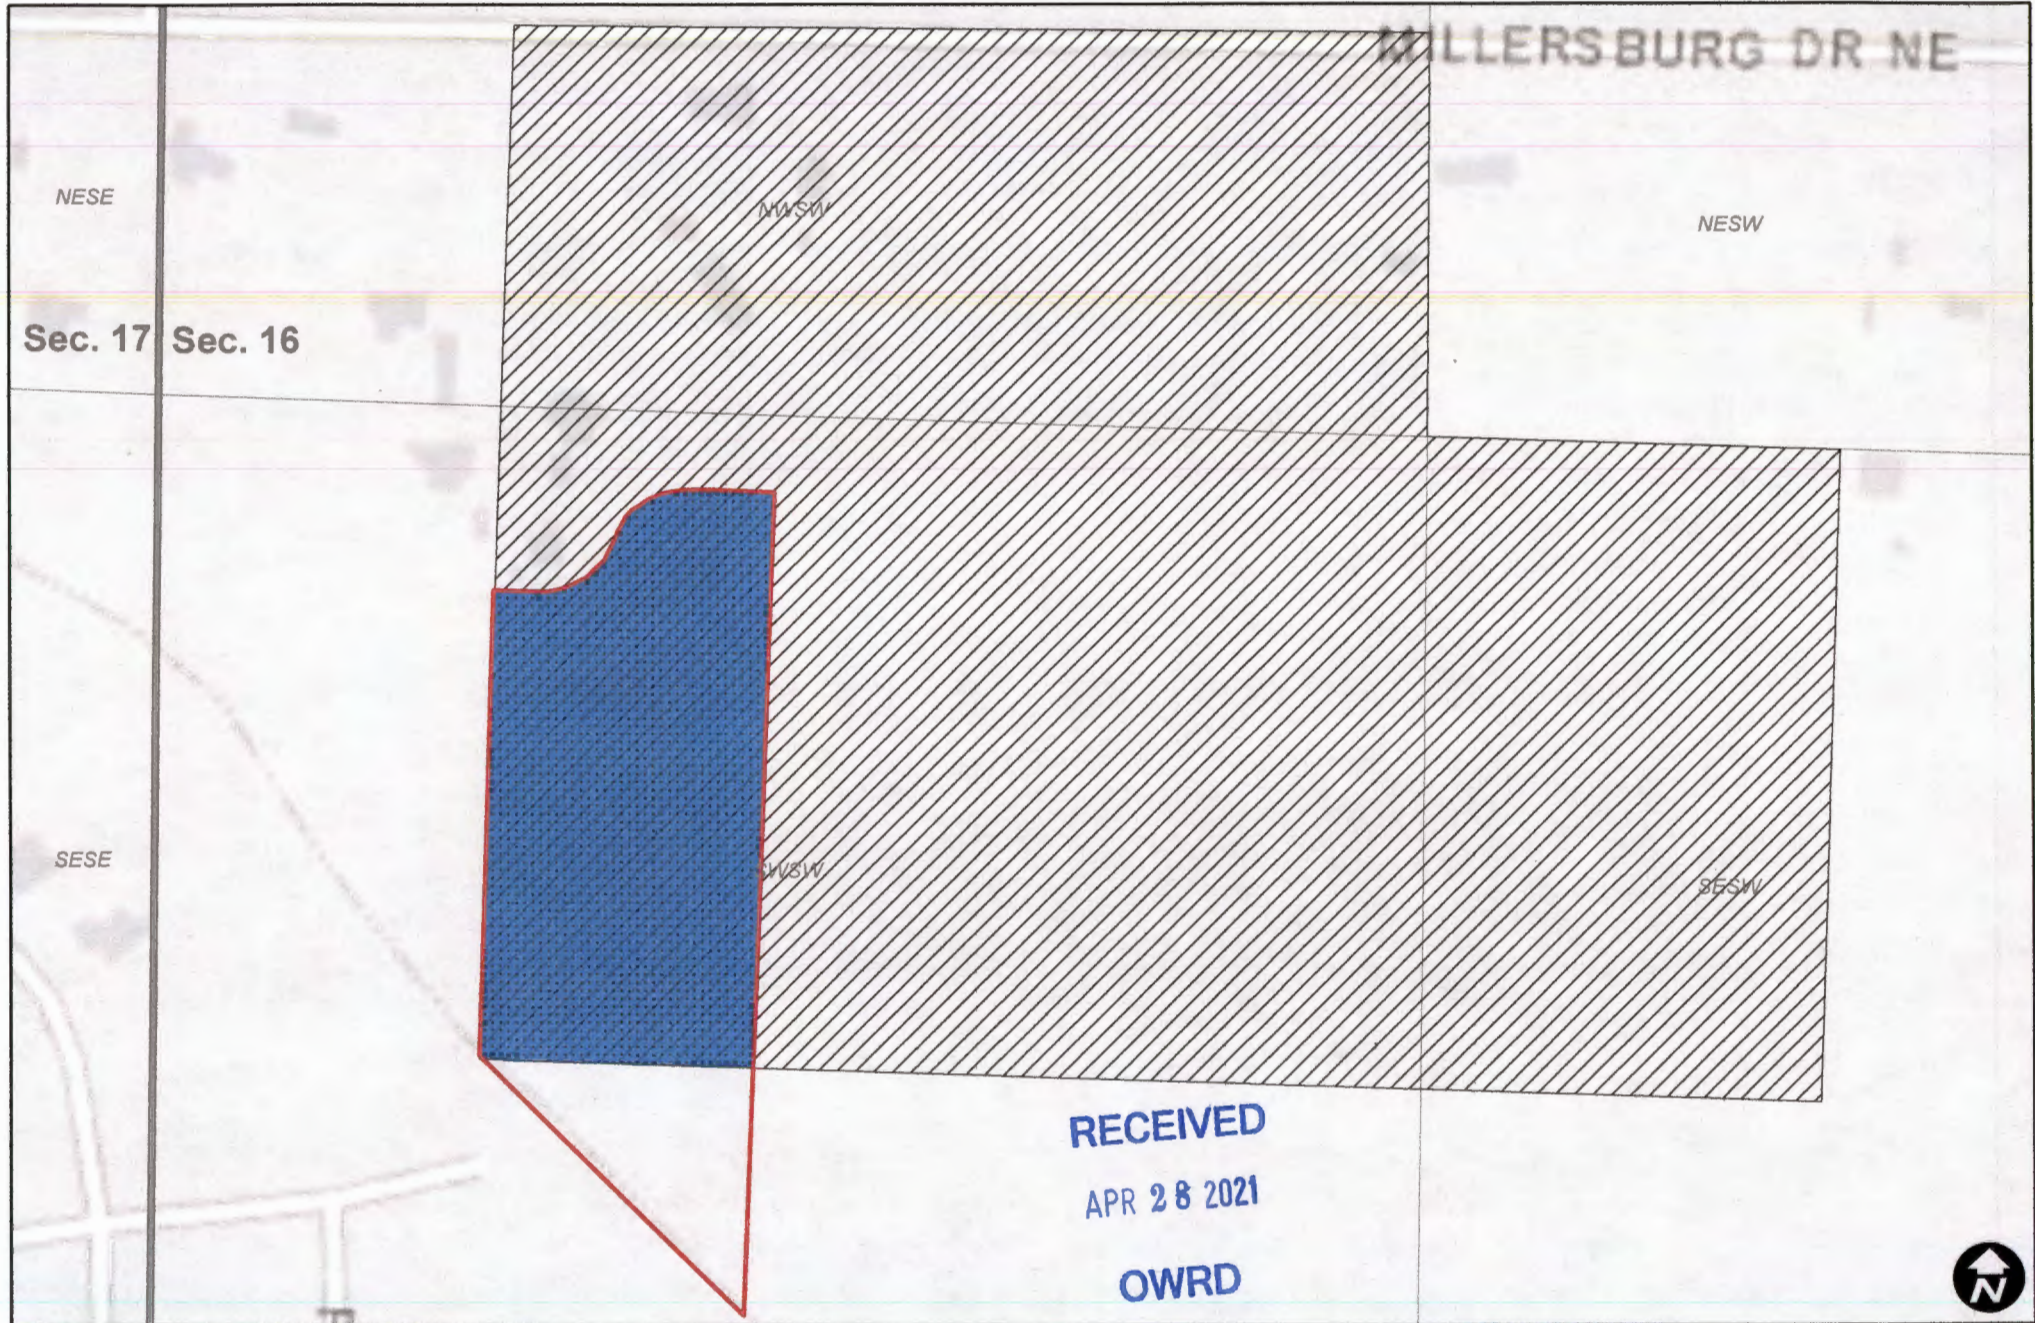 MILLERSBURG DR NE
NESE
NWSW
NESW
Sec. 17 Sec. 16
SESE
SWSW
SESW
RECEIVED
APR 28 2021
OWRD
N